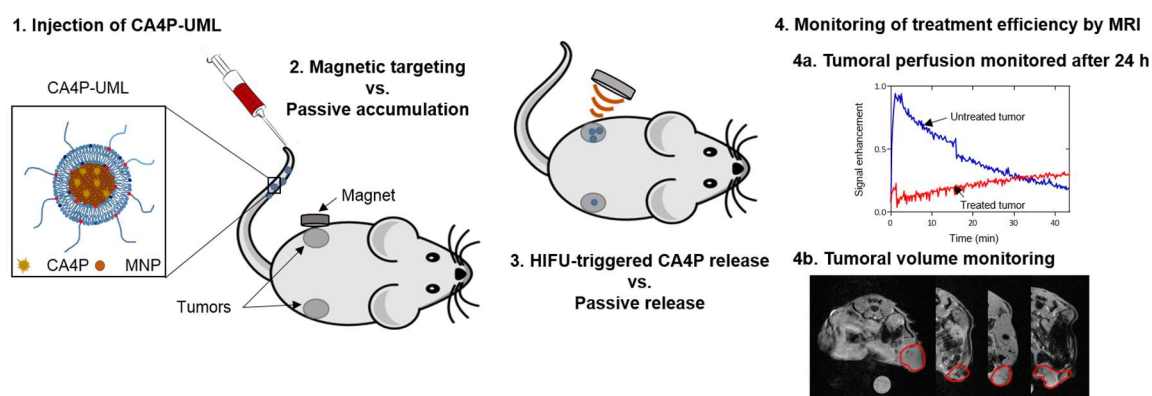 1. Injection of CA4P-UML
CA4P-UML
CA4P
MNP
2. Magnetic targeting
vs.
Passive accumulation
Magnet
Tumors
3. HIFU-triggered CA4P release
vs.
Passive release
4. Monitoring of treatment efficiency by MRI
4a. Tumoral perfusion monitored after 24 h
Signal enhancement
1.0
0.5
0.0
Untreated tumor
Treated tumor
0 10 20 30 40
Time (min)
4b. Tumoral volume monitoring